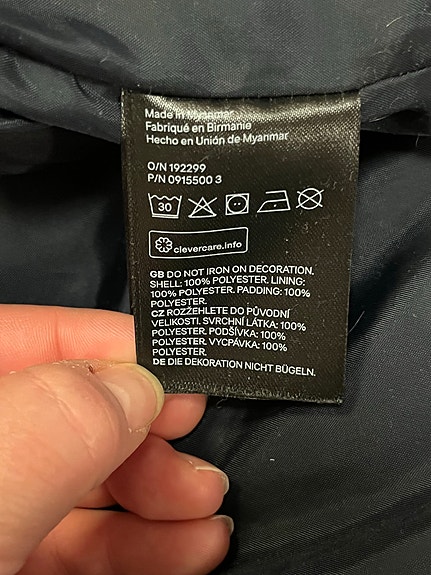 Made in Myanmar
Fabriqué en Birmanie
Hecho en Unión de Myanmar
O/N 192299
P/N 0915500 3
30
clevercare.info
GB DO NOT IRON ON DECORATION.
SHELL: 100% POLYESTER. LINING:
100% POLYESTER. PADDING: 100%
POLYESTER.
CZ ROZŽEHLETE DO PŮVODNÍ
VELIKOSTI. SVRCHNÍ LÁTKA: 100%
POLYESTER. PODŠÍVKA: 100%
POLYESTER. VYCPÁVKA: 100%
POLYESTER.
DE DIE DEKORATION NICHT BÜGELN.